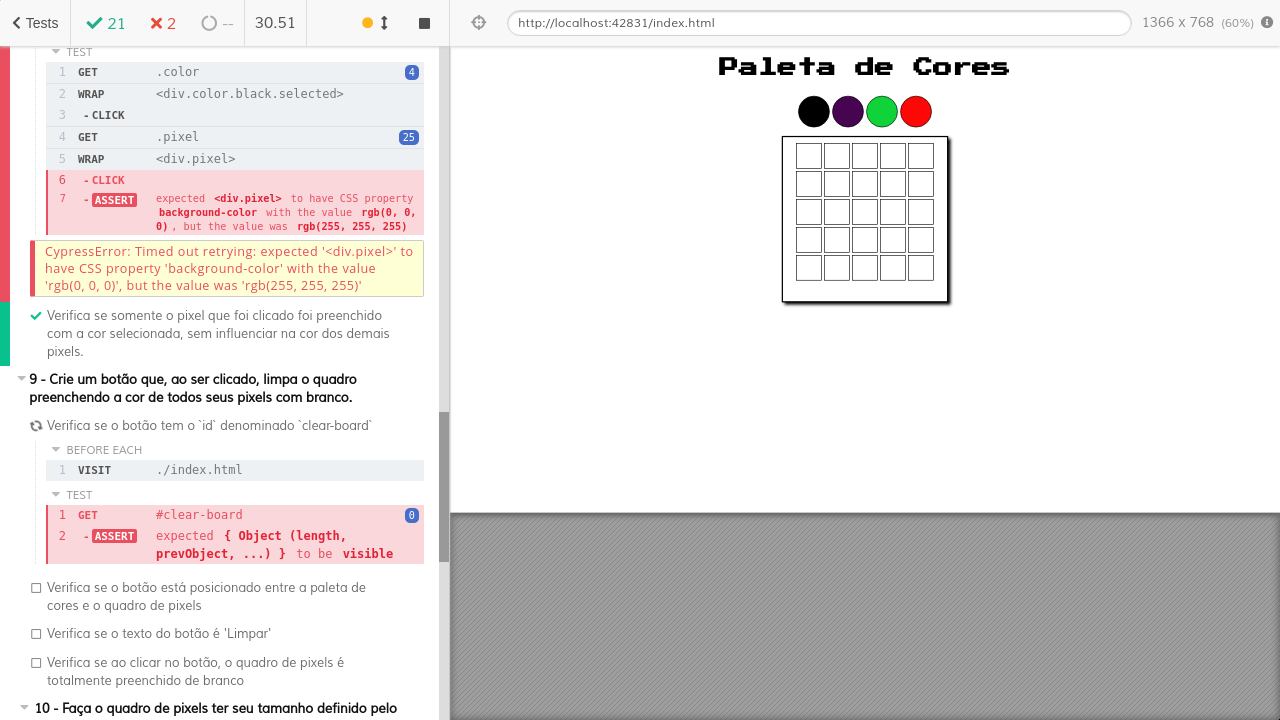 Tests
21
2
--
30.51
http://localhost:42831/index.html
1366 x 768 (60%)
TEST
1 GET .color 4
2 WRAP <div.color.black.selected>
3 - CLICK
4 GET .pixel 25
5 WRAP <div.pixel>
6 - CLICK
7 - ASSERT expected <div.pixel> to have CSS property
background-color with the value rgb(0, 0,
0) , but the value was rgb(255, 255, 255)
CypressError: Timed out retrying: expected '<div.pixel>' to
have CSS property 'background-color' with the value
'rgb(0, 0, 0)', but the value was 'rgb(255, 255, 255)'
Verifica se somente o pixel que foi clicado foi preenchido
com a cor selecionada, sem influenciar na cor dos demais
pixels.
9 - Crie um botão que, ao ser clicado, limpa o quadro
preenchendo a cor de todos seus pixels com branco.
Verifica se o botão tem o `id` denominado `clear-board`
BEFORE EACH
1 VISIT ./index.html
TEST
1 GET #clear-board 0
2 - ASSERT expected { Object (length,
prevObject, ...) } to be visible
Verifica se o botão está posicionado entre a paleta de
cores e o quadro de pixels
Verifica se o texto do botão é 'Limpar'
Verifica se ao clicar no botão, o quadro de pixels é
totalmente preenchido de branco
10 - Faça o quadro de pixels ter seu tamanho definido pelo
Paleta de Cores